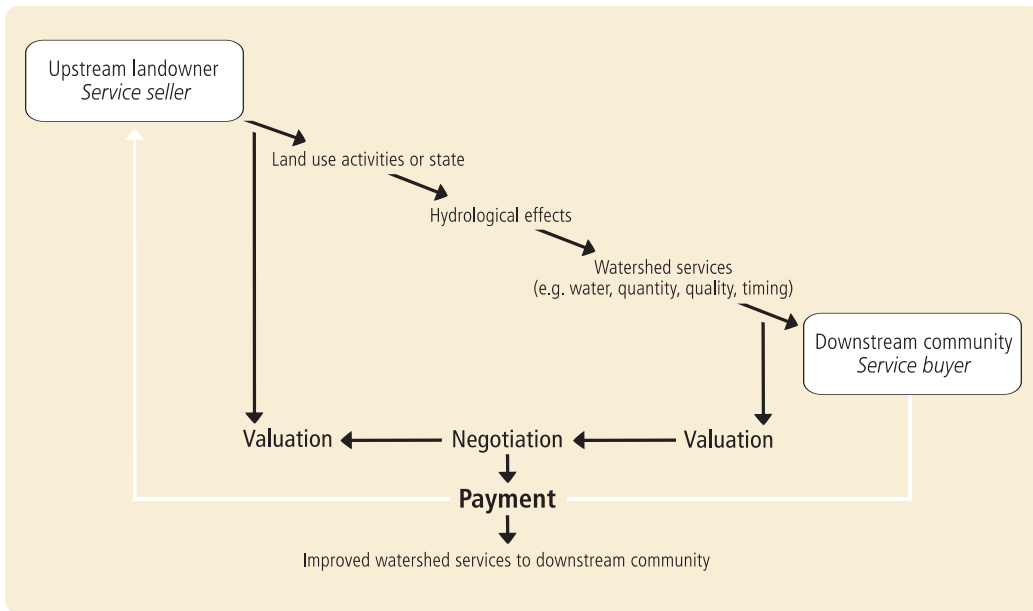 Upstream landowner
Service seller
Land use activities or state
Hydrological effects
Watershed services
(e.g. water, quantity, quality, timing)
Downstream community
Service buyer
Valuation
Negotiation
Valuation
Payment
Improved watershed services to downstream community